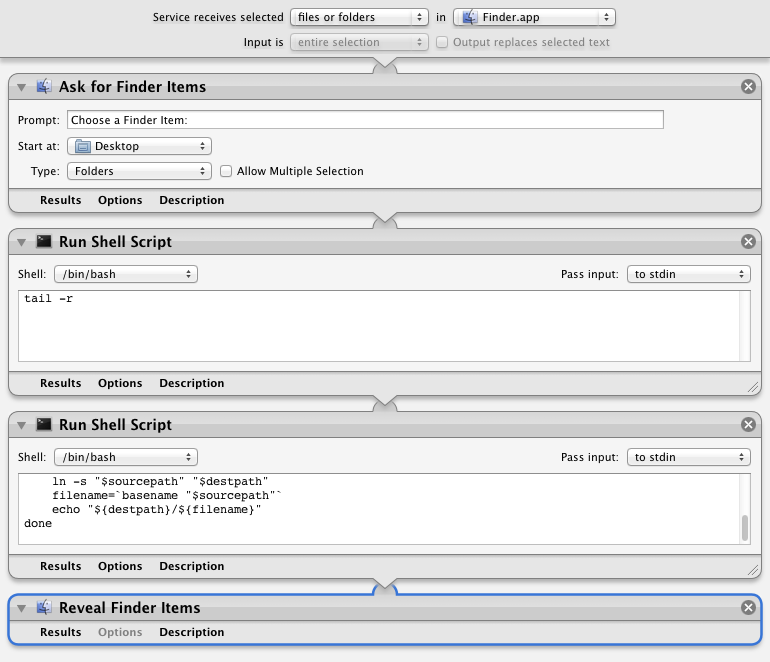 Service receives selected files or folders in Finder.app
Input is entire selection Output replaces selected text
Ask for Finder Items
Prompt: Choose a Finder Item:
Start at: Desktop
Type: Folders Allow Multiple Selection
Results Options Description
Run Shell Script
Shell: /bin/bash Pass input: to stdin
tail -r
Results Options Description
Run Shell Script
Shell: /bin/bash Pass input: to stdin
ln -s "$sourcepath" "$destpath"
filename=`basename "$sourcepath"`
echo "${destpath}/${filename}"
done
Results Options Description
Reveal Finder Items
Results Options Description